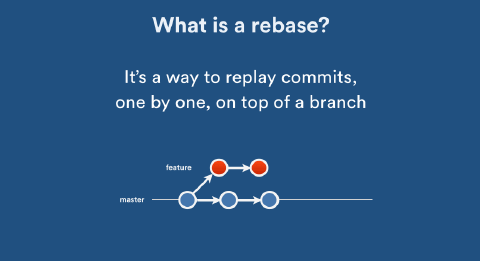 What is a rebase?
It's a way to replay commits,
one by one, on top of a branch
feature
master